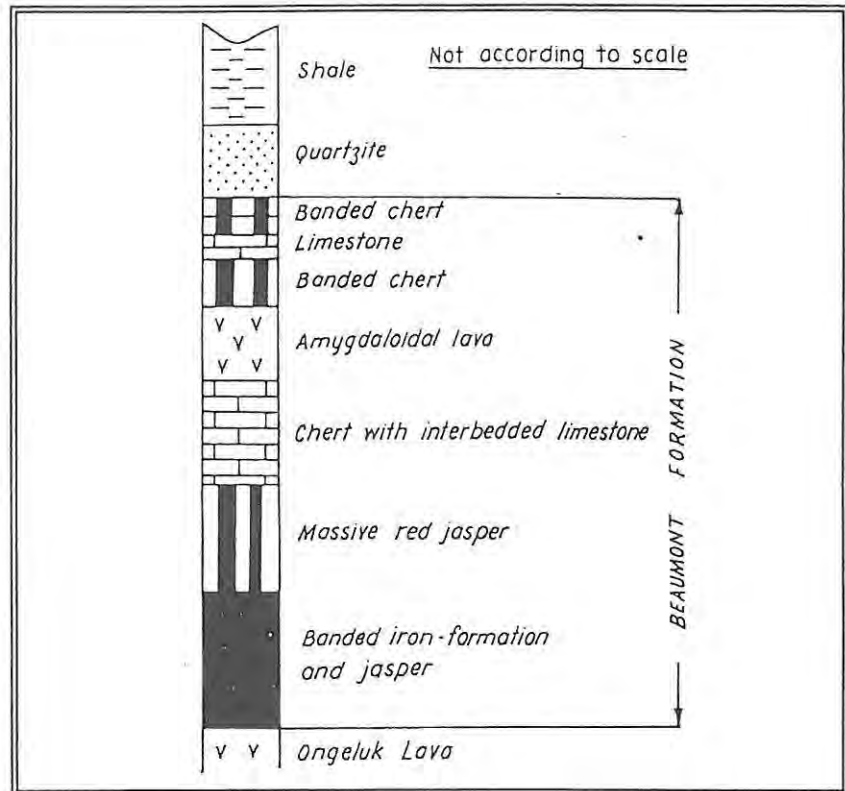 Not according to scale
Shale
Quartzite
Banded chert
Limestone
Banded chert
Amygdaloidal lava
Chert with interbedded limestone
Massive red jasper
Banded iron-formation
and jasper
Ongeluk Lava
BEAUMONT FORMATION